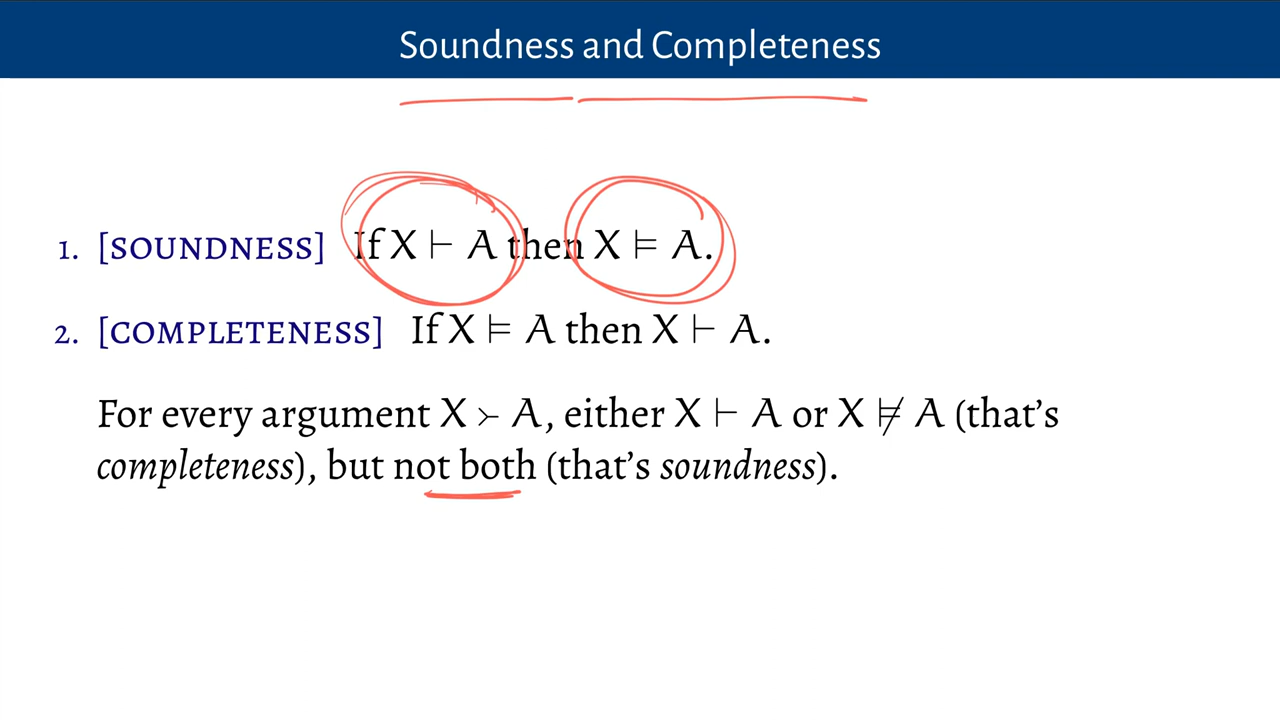 Soundness and Completeness
1. [SOUNDNESS] If X ⊢ A then X ⊨ A.
2. [COMPLETENESS] If X ⊨ A then X ⊢ A.
For every argument X ≻ A, either X ⊢ A or X ⊭ A (that’s
completeness), but not both (that’s soundness).